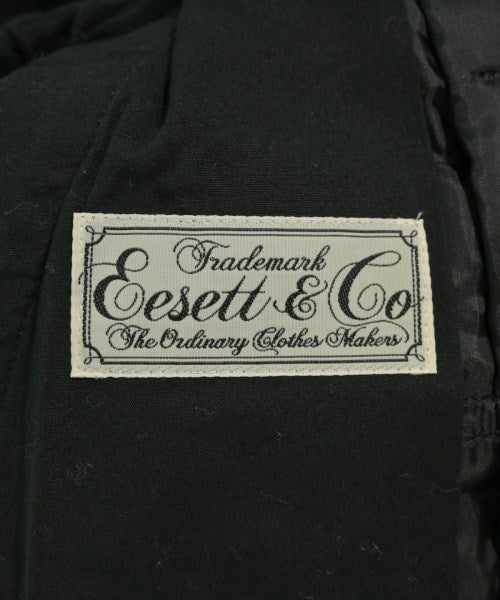 Trademark
Eesett & Co
The Ordinary Clothes Makers